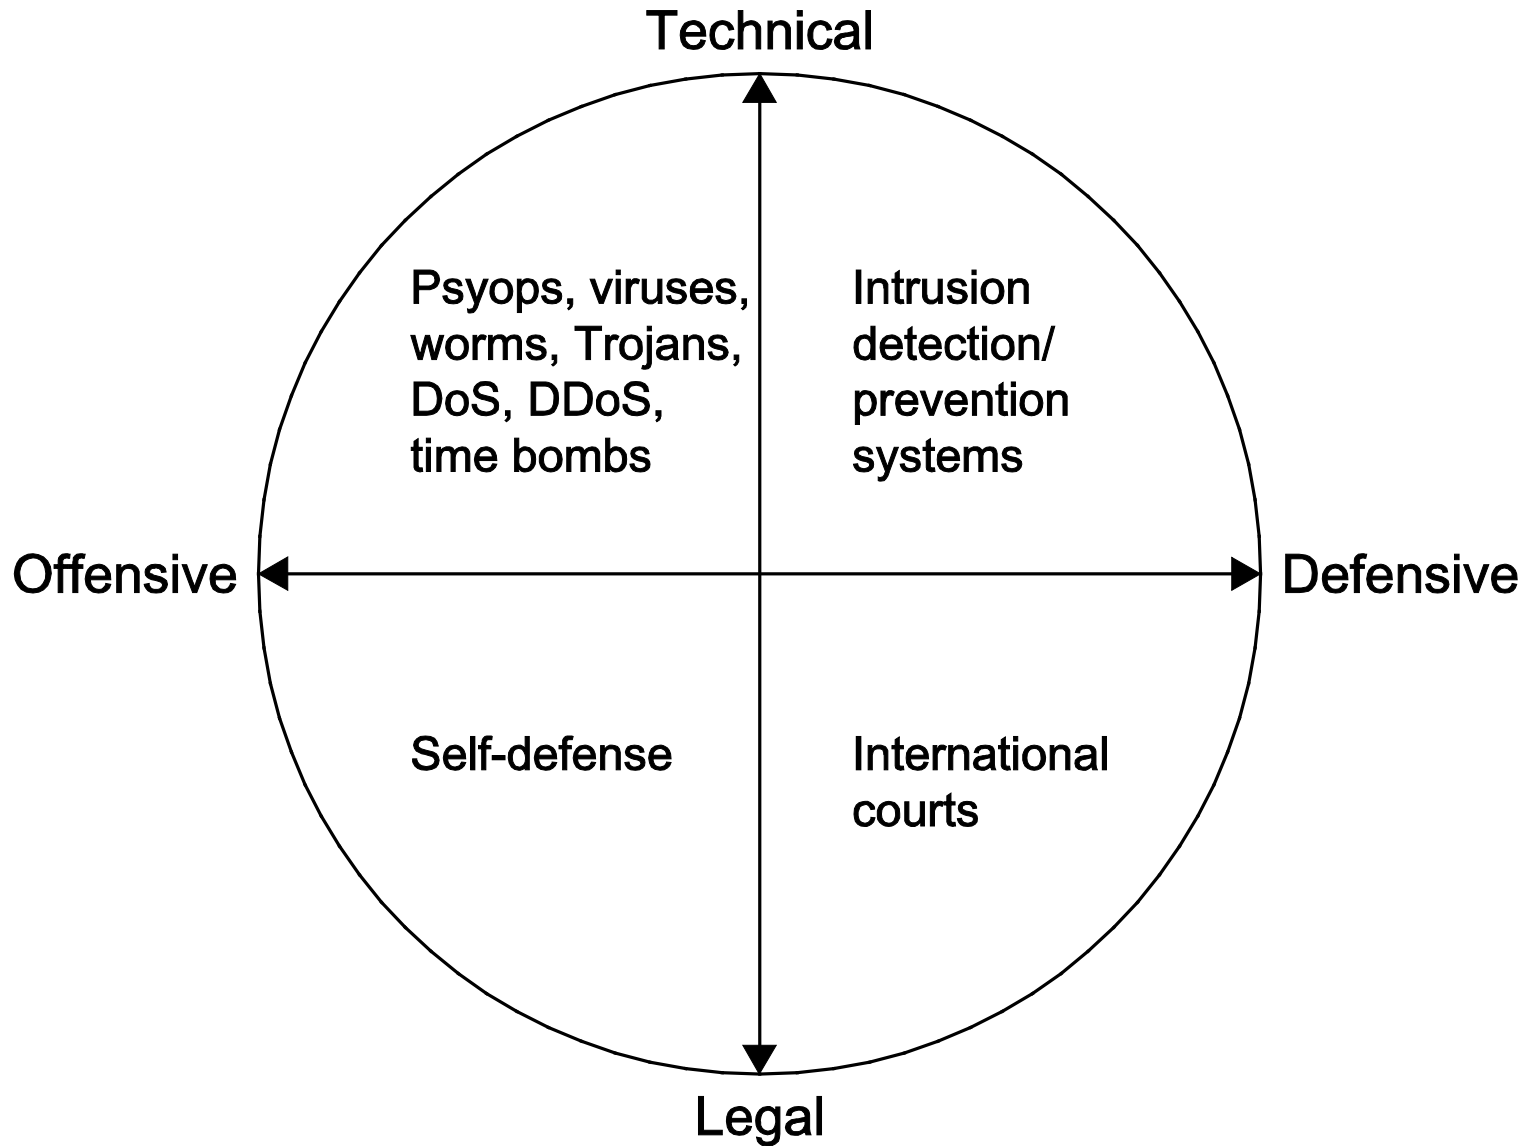 Technical
Psyops, viruses,
worms, Trojans,
DoS, DDoS,
time bombs
Intrusion
detection/
prevention
systems
Offensive
Defensive
Self-defense
International
courts
Legal